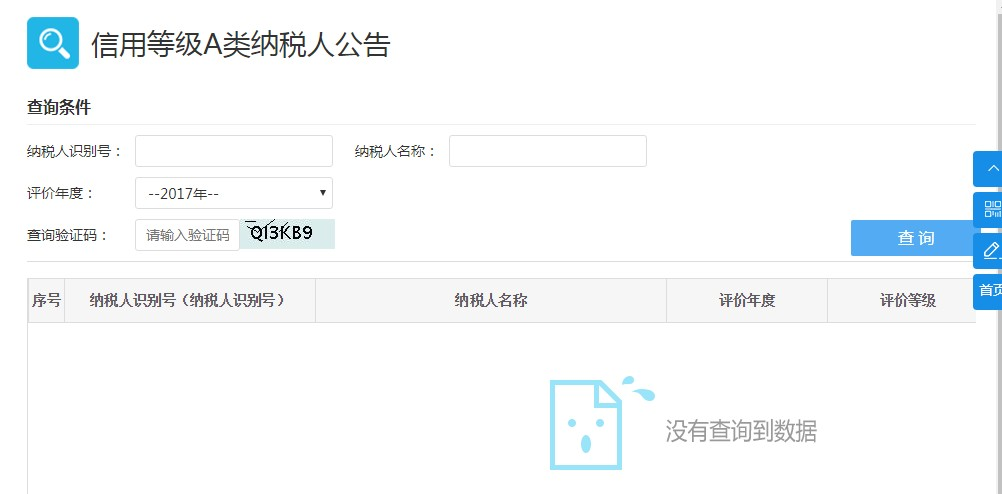 信用等级A类纳税人公告
查询条件
纳税人识别号： 纳税人名称：
评价年度： --2017年--
查询验证码： 请输入验证码 QI3KB9 查 询
首页
序号 纳税人识别号（纳税人识别号） 纳税人名称 评价年度 评价等级
没有查询到数据